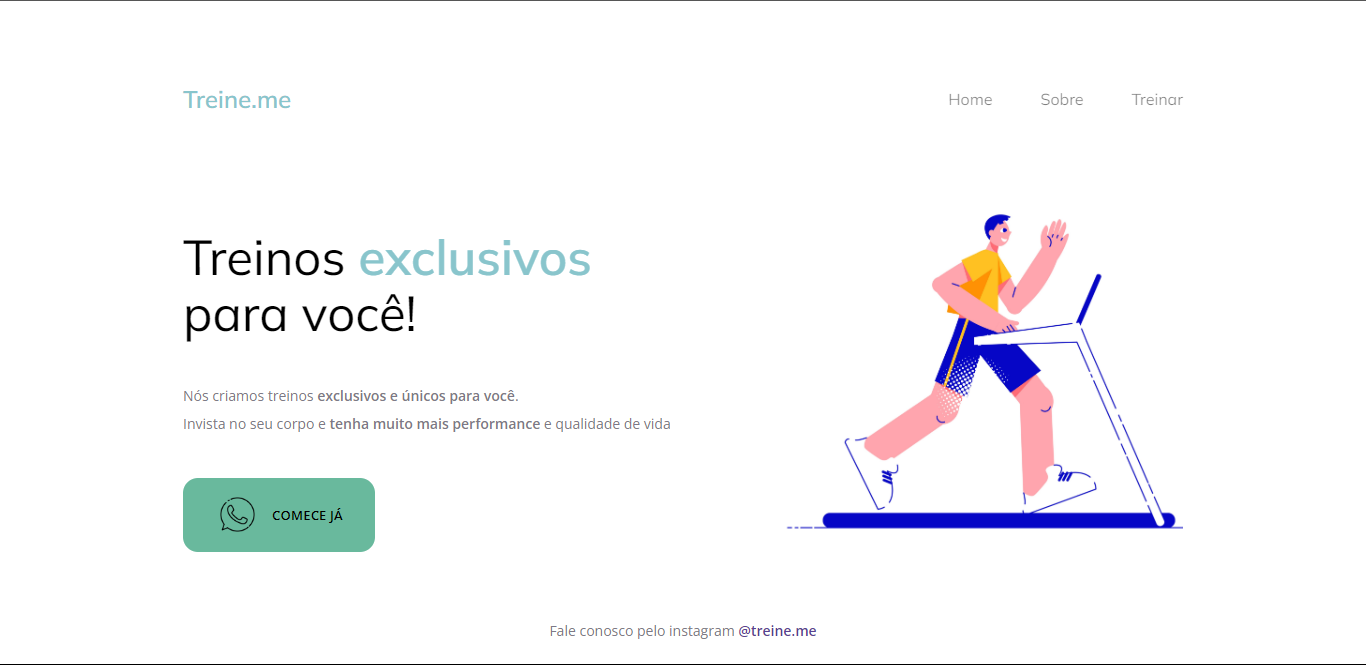 Treine.me
Home
Sobre
Treinar
Treinos exclusivos
para você!
Nós criamos treinos exclusivos e únicos para você.
Invista no seu corpo e tenha muito mais performance e qualidade de vida
COMECE JÁ
Fale conosco pelo instagram @treine.me